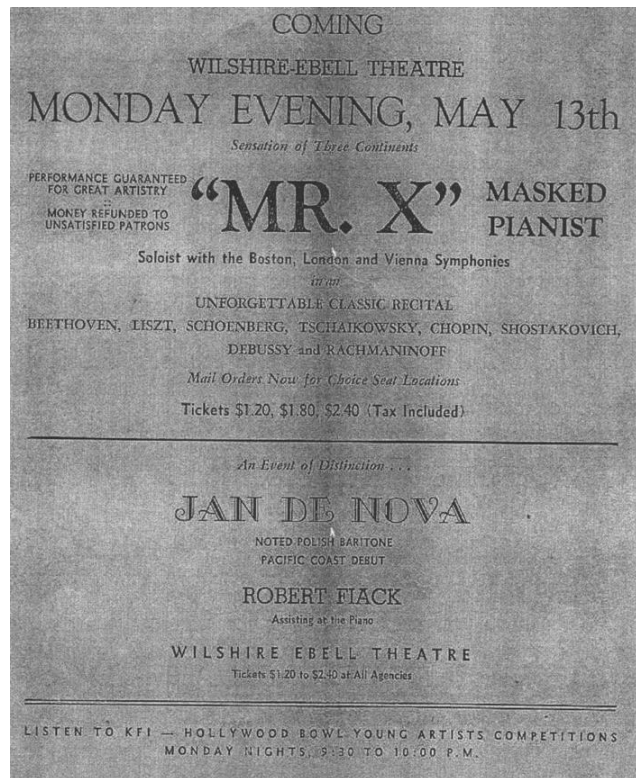 COMING
WILSHIRE-EBELL THEATRE
MONDAY EVENING, MAY 13th
Sensation of Three Continents
PERFORMANCE GUARANTEED
FOR GREAT ARTISTRY
::
MONEY REFUNDED TO
UNSATISFIED PATRONS
"MR. X"
MASKED
PIANIST
Soloist with the Boston, London and Vienna Symphonies
in an
UNFORGETTABLE CLASSIC RECITAL
BEETHOVEN, LISZT, SCHOENBERG, TSCHAIKOWSKY, CHOPIN, SHOSTAKOVICH,
DEBUSSY and RACHMANINOFF
Mail Orders Now for Choice Seat Locations
Tickets $1.20, $1.80, $2.40 (Tax Included)
An Event of Distinction . . .
JAN DE NOVA
NOTED POLISH BARITONE
PACIFIC COAST DEBUT
ROBERT FIACK
Assisting at the Piano
WILSHIRE EBELL THEATRE
Tickets $1.20 to $2.40 at All Agencies
LISTEN TO KFI — HOLLYWOOD BOWL YOUNG ARTISTS COMPETITIONS
MONDAY NIGHTS, 9:30 TO 10:00 P.M.